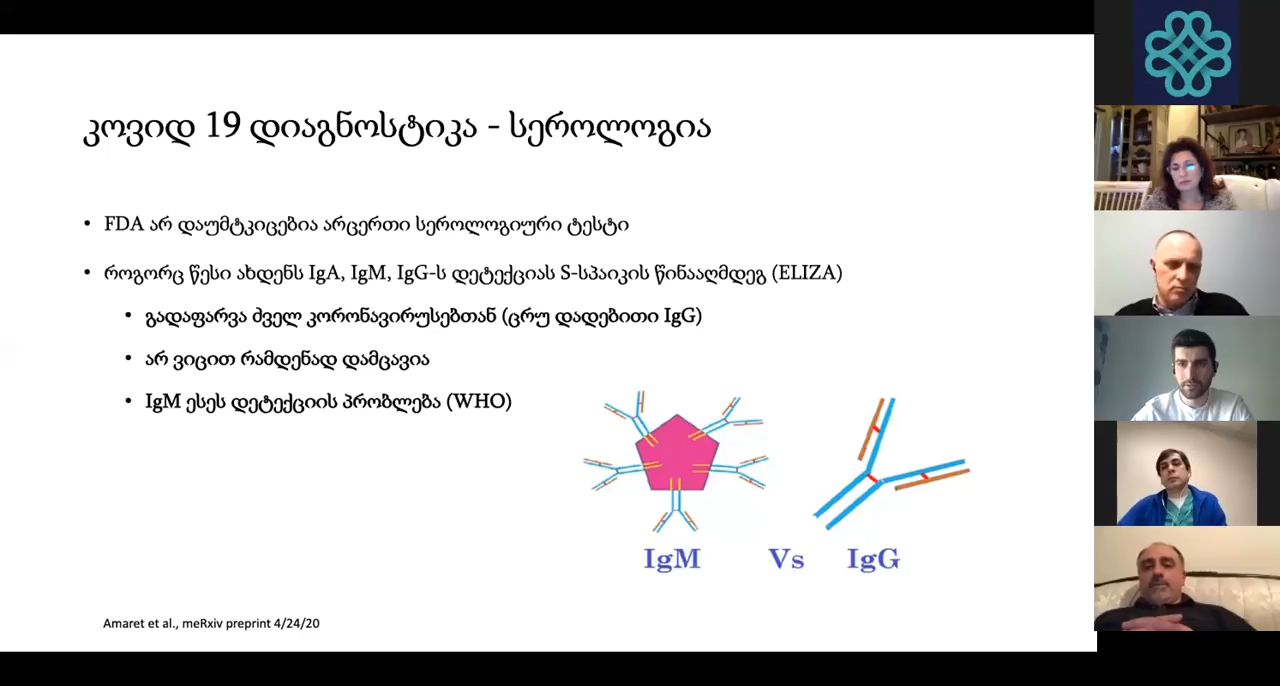 კოვიდ 19 დიაგნოსტიკა - სეროლოგია
• FDA არ დაუმტკიცებია არცერთი სეროლოგიური ტესტი
• როგორც წესი ახდენს IgA, IgM, IgG-ს დეტექციას S-სპაიკის წინააღმდეგ (ELIZA)
• გადაფარვა ძველ კორონავირუსებთან (ცრუ დადებითი IgG)
• არ ვიცით რამდენად დამცავია
• IgM ესეს დეტექციის პრობლება (WHO)
IgM Vs IgG
Amaret et al., meRxiv preprint 4/24/20